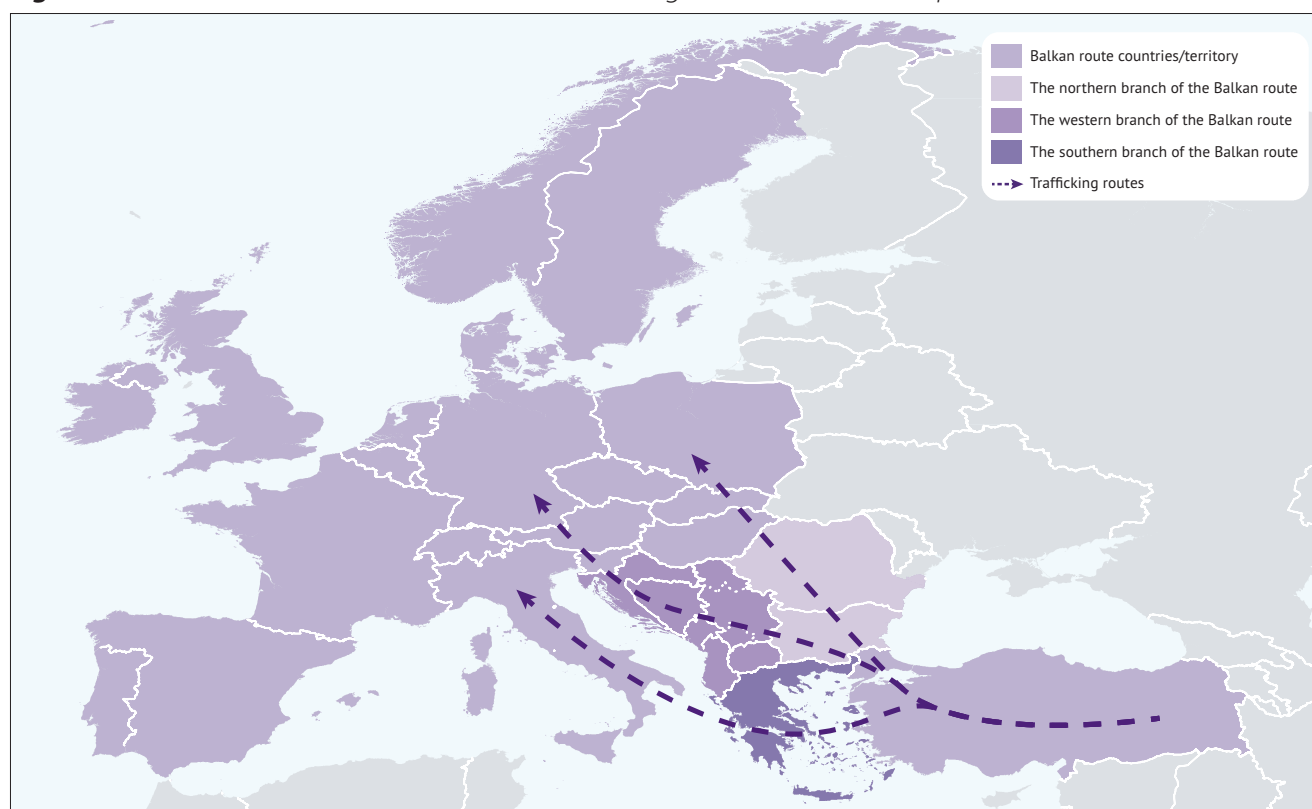 Balkan route countries/territory
The northern branch of the Balkan route
The western branch of the Balkan route
The southern branch of the Balkan route
Trafficking routes